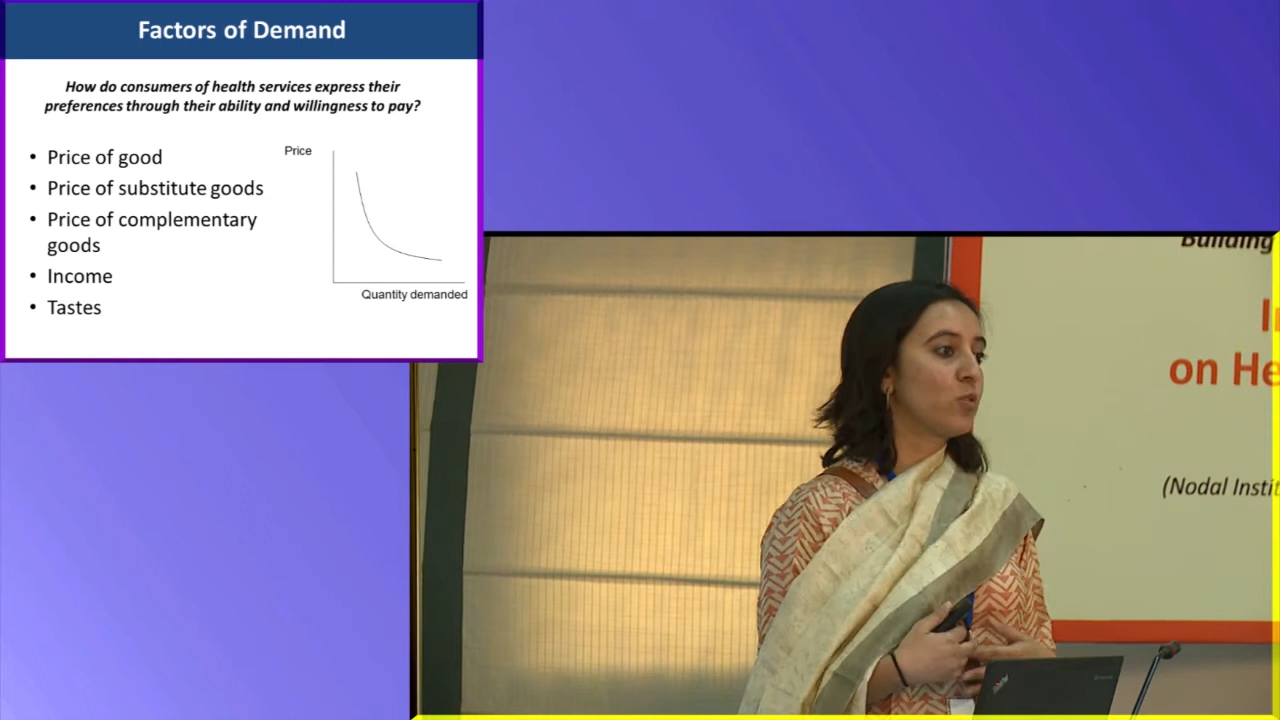 Factors of Demand
How do consumers of health services express their
preferences through their ability and willingness to pay?
• Price of good
• Price of substitute goods
• Price of complementary
goods
• Income
• Tastes
Price
Quantity demanded
Building
on He
(Nodal Instit